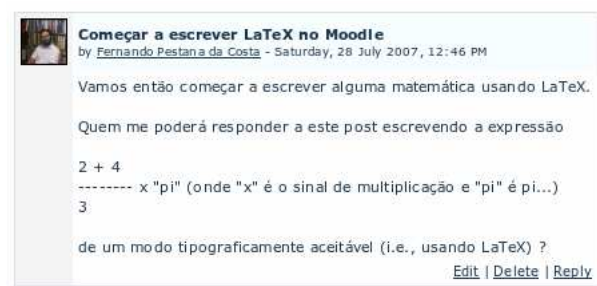 Começar a escrever LaTeX no Moodle
by Fernando Pestana da Costa - Saturday, 28 July 2007, 12:46 PM
Vamos então começar a escrever alguma matemática usando LaTeX.
Quem me poderá responder a este post escrevendo a expressão
2 + 4
-------- x "pi" (onde "x" é o sinal de multiplicação e "pi" é pi...)
3
de um modo tipograficamente aceitável (i.e., usando LaTeX) ?
Edit | Delete | Reply